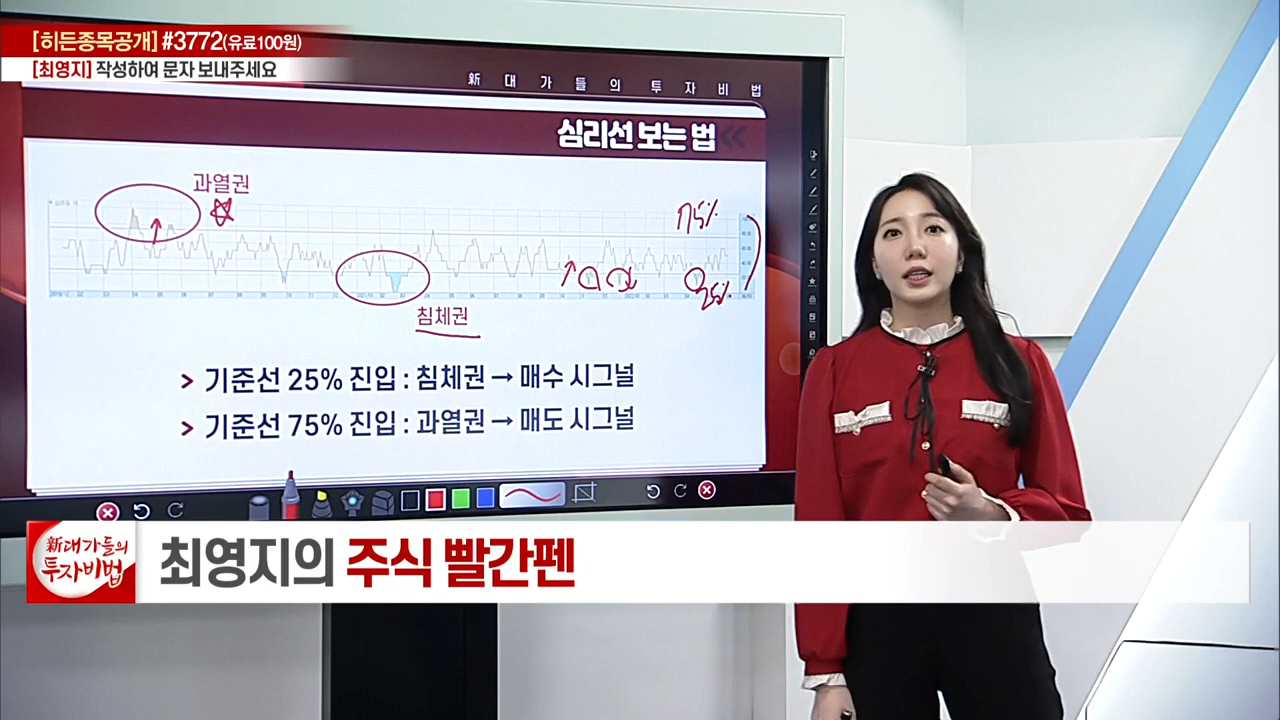 [히든종목공개] #3772(유료100원)
[최영지] 작성하여 문자 보내주세요
新 대가들의 투자비법
심리선 보는 법
과열권
75%
25%
침체권
> 기준선 25% 진입 : 침체권 → 매수 시그널
> 기준선 75% 진입 : 과열권 → 매도 시그널
新대가들의
투자비법
최영지의 주식 빨간펜